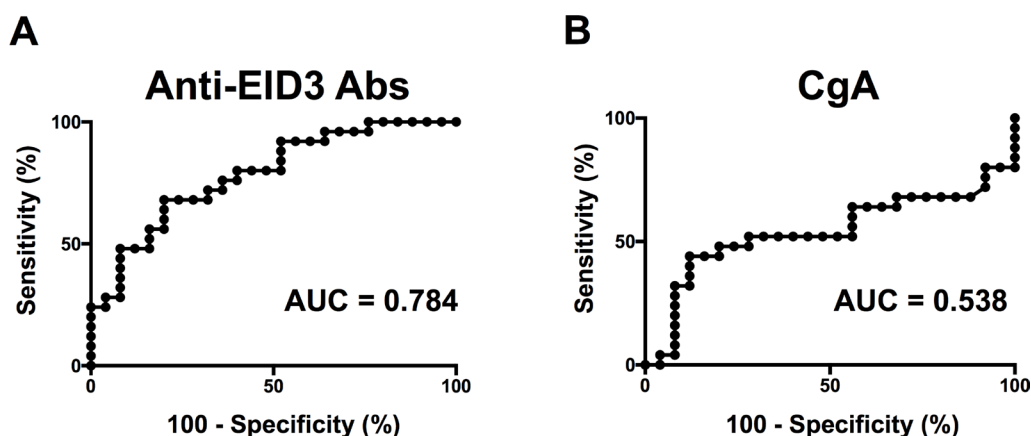 A
Anti-EID3 Abs
100
50
0
0
50
100
Sensitivity (%)
100 - Specificity (%)
AUC = 0.784
B
CgA
100
50
0
0
50
100
Sensitivity (%)
100 - Specificity (%)
AUC = 0.538